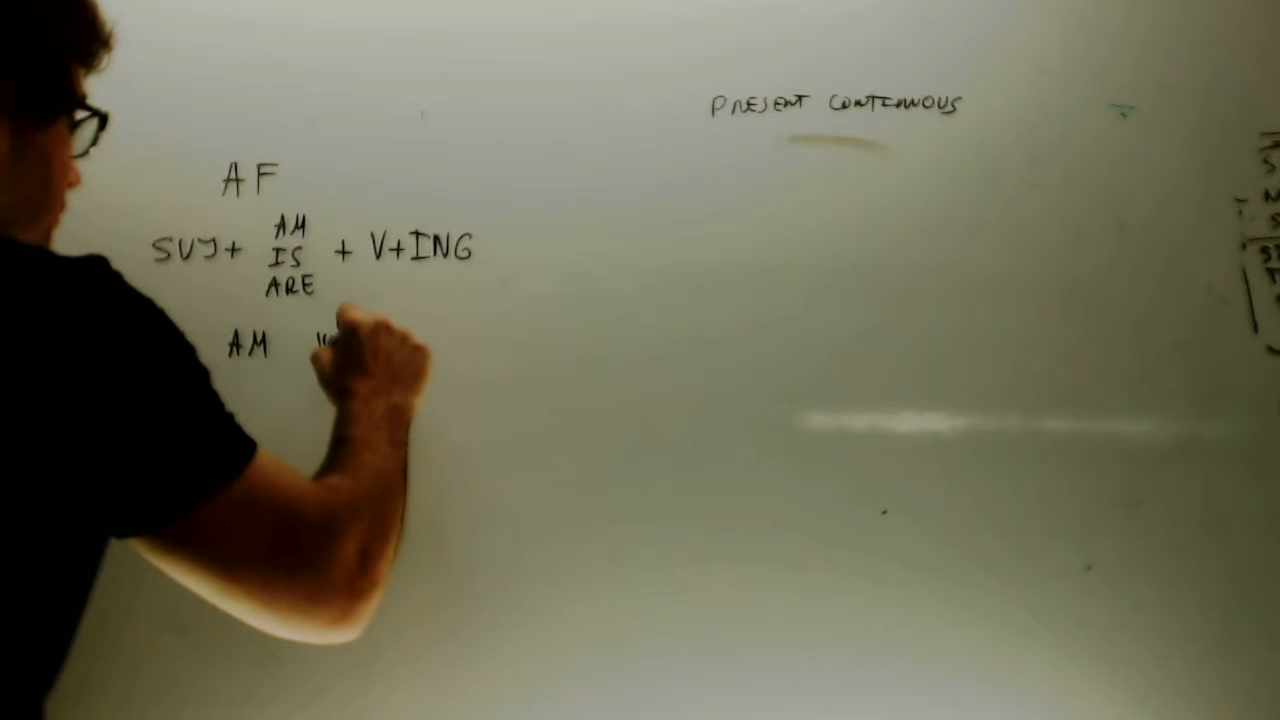 PRESENT CONTINUOUS
AF
SUJ+ AM IS ARE + V+ING
AM